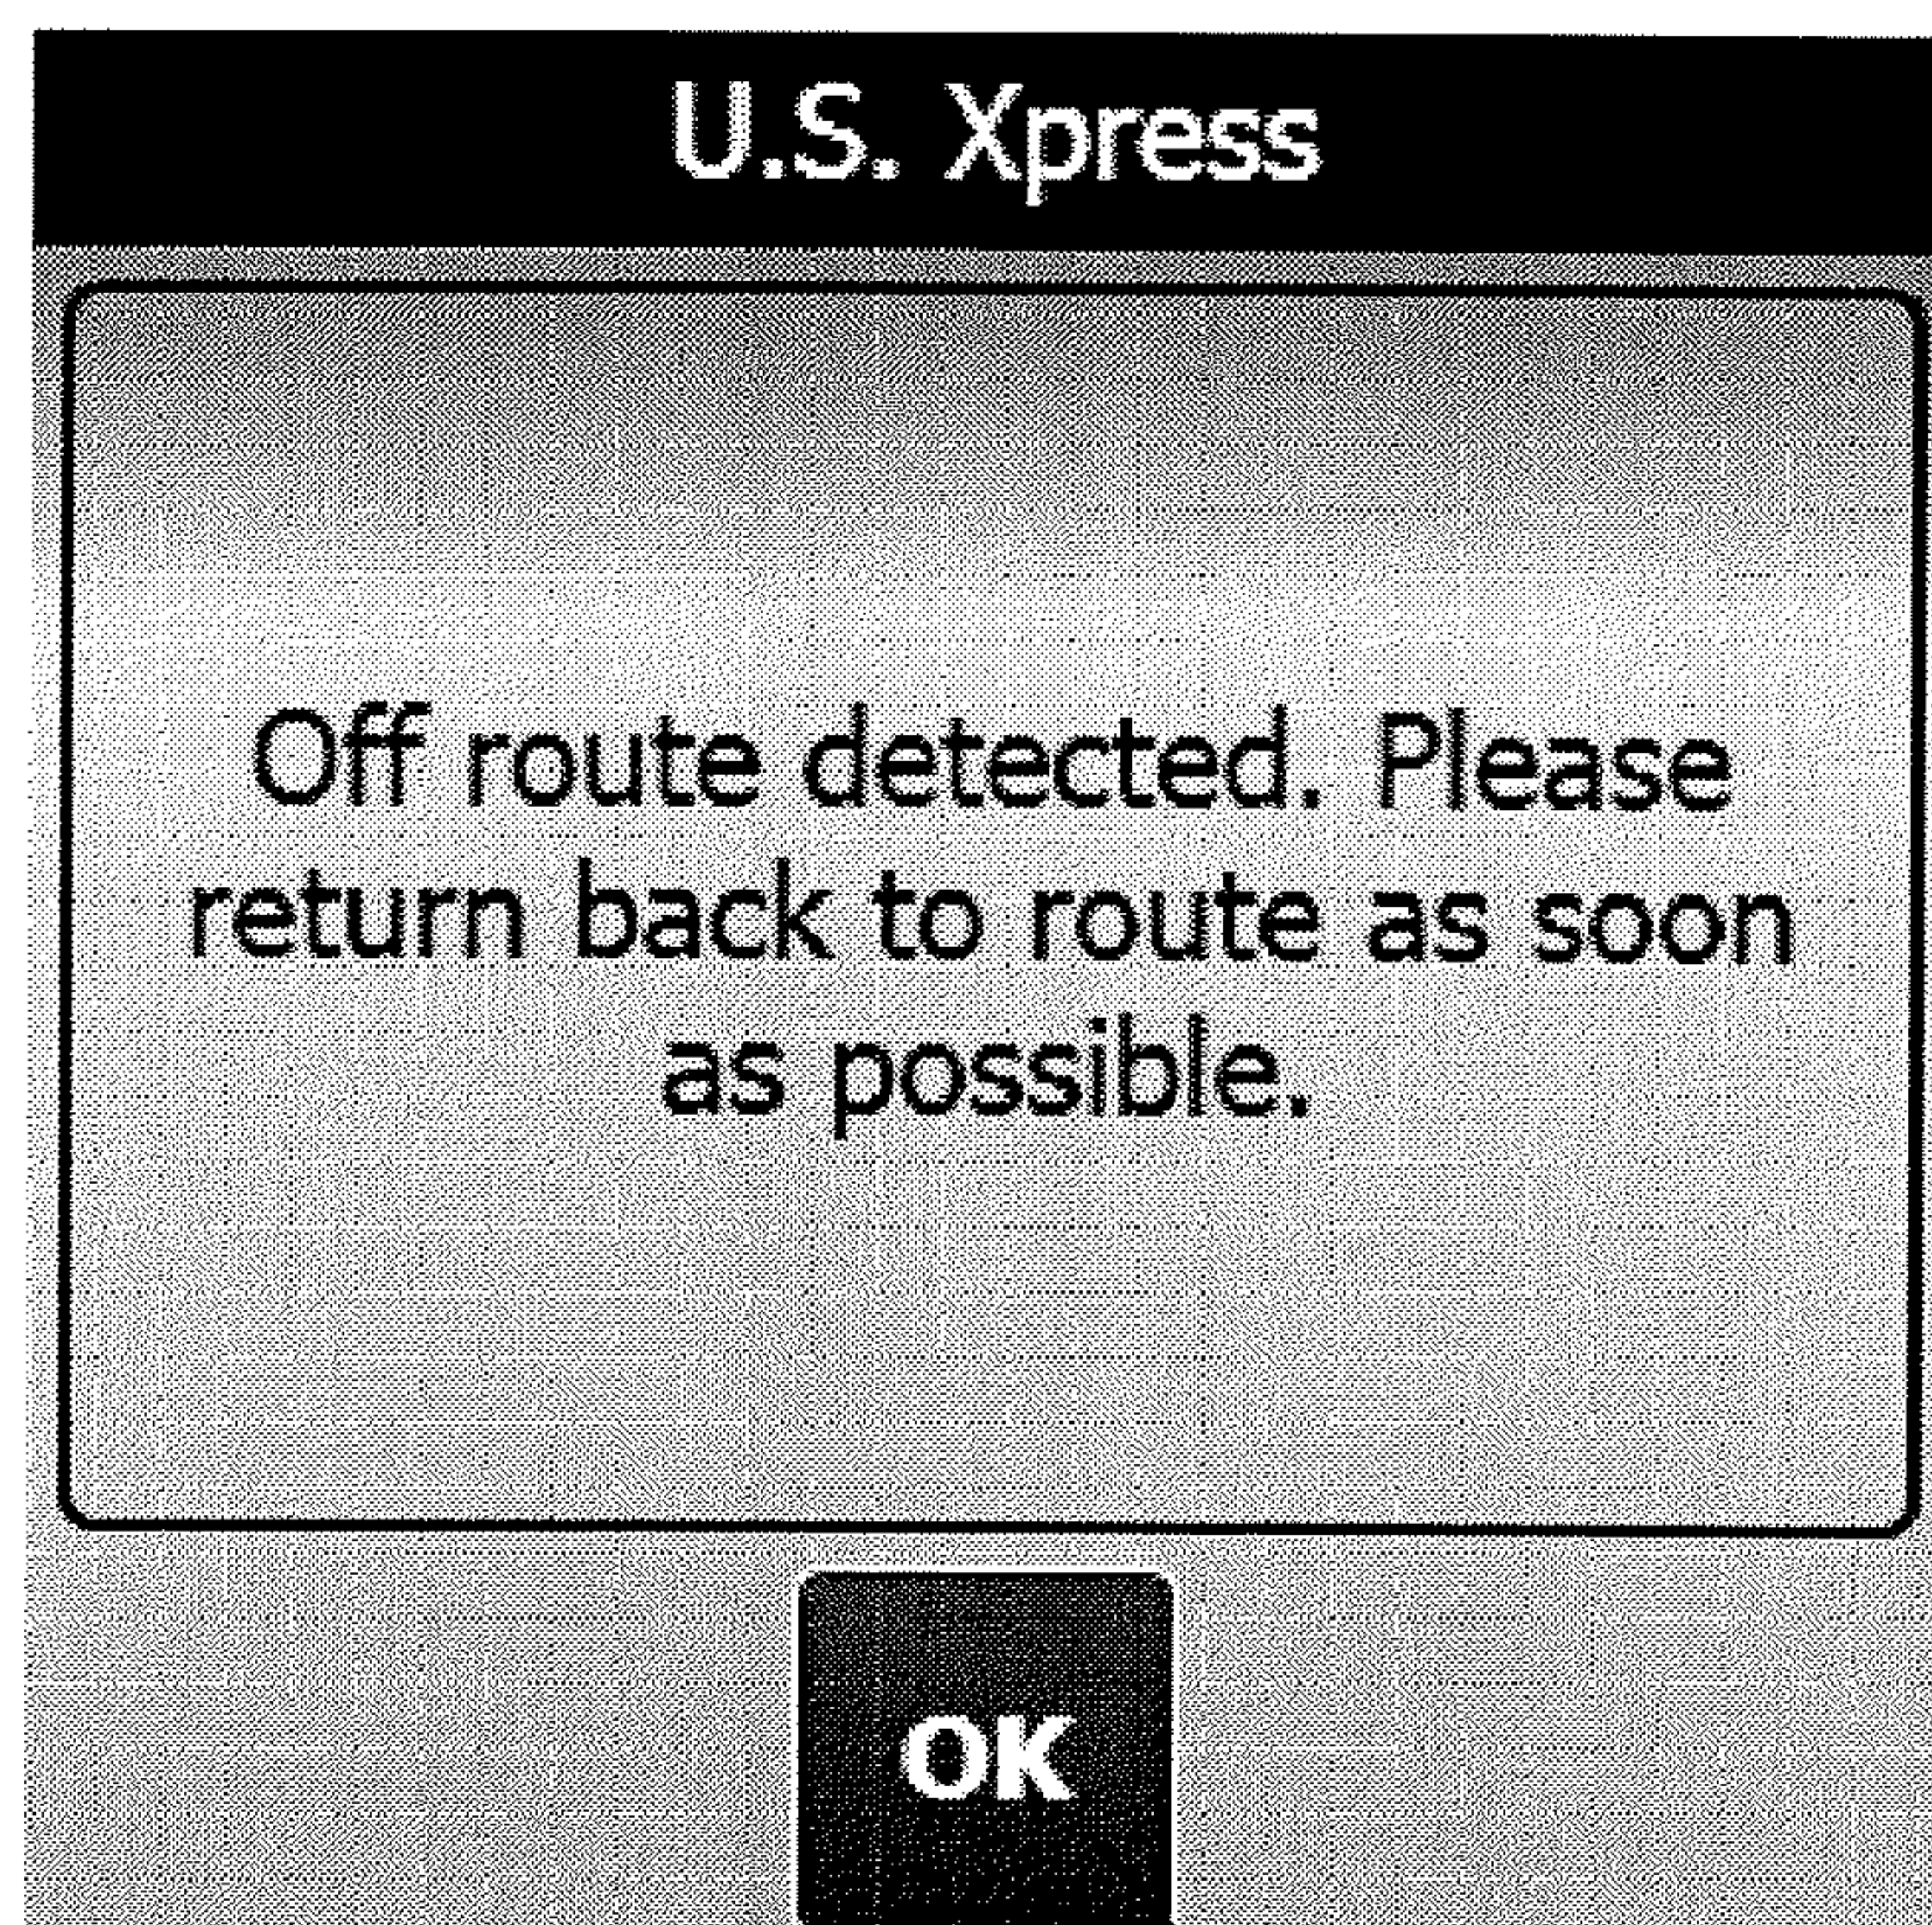 U.S. Xpress
Off route detected. Please
return back to route as soon
as possible.
OK